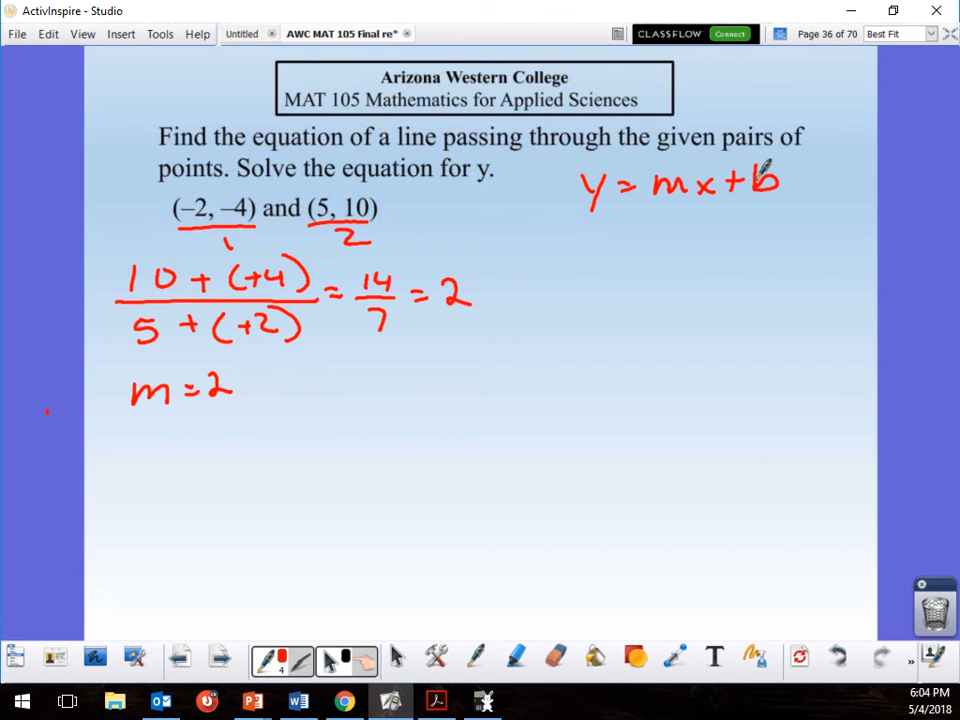 ActivInspire - Studio
File Edit View Insert Tools Help Untitled AWC MAT 105 Final re* CLASSFLOW Connect Page 36 of 70 Best Fit
Arizona Western College
MAT 105 Mathematics for Applied Sciences
Find the equation of a line passing through the given pairs of
points. Solve the equation for y.
y = mx+b
(–2, –4) and (5, 10)
1 2
10 + (+4) / 5 + (+2) = 14/7 = 2
m = 2
4
T
»
6:04 PM
5/4/2018